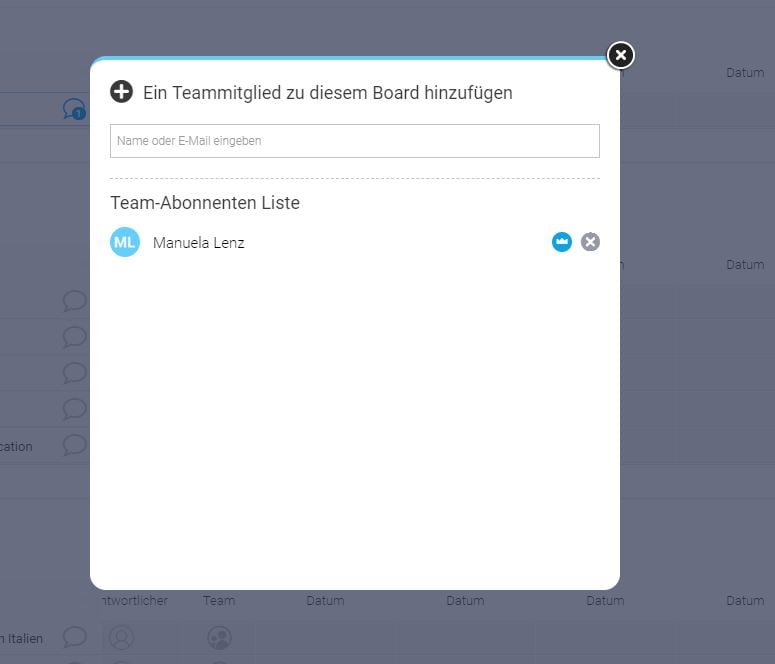 Datum
1
Ein Teammitglied zu diesem Board hinzufügen
Name oder E-Mail eingeben
Team-Abonnenten Liste
ML Manuela Lenz
Datum
cation
ntwortlicher Team Datum Datum Datum Datum
n Italien